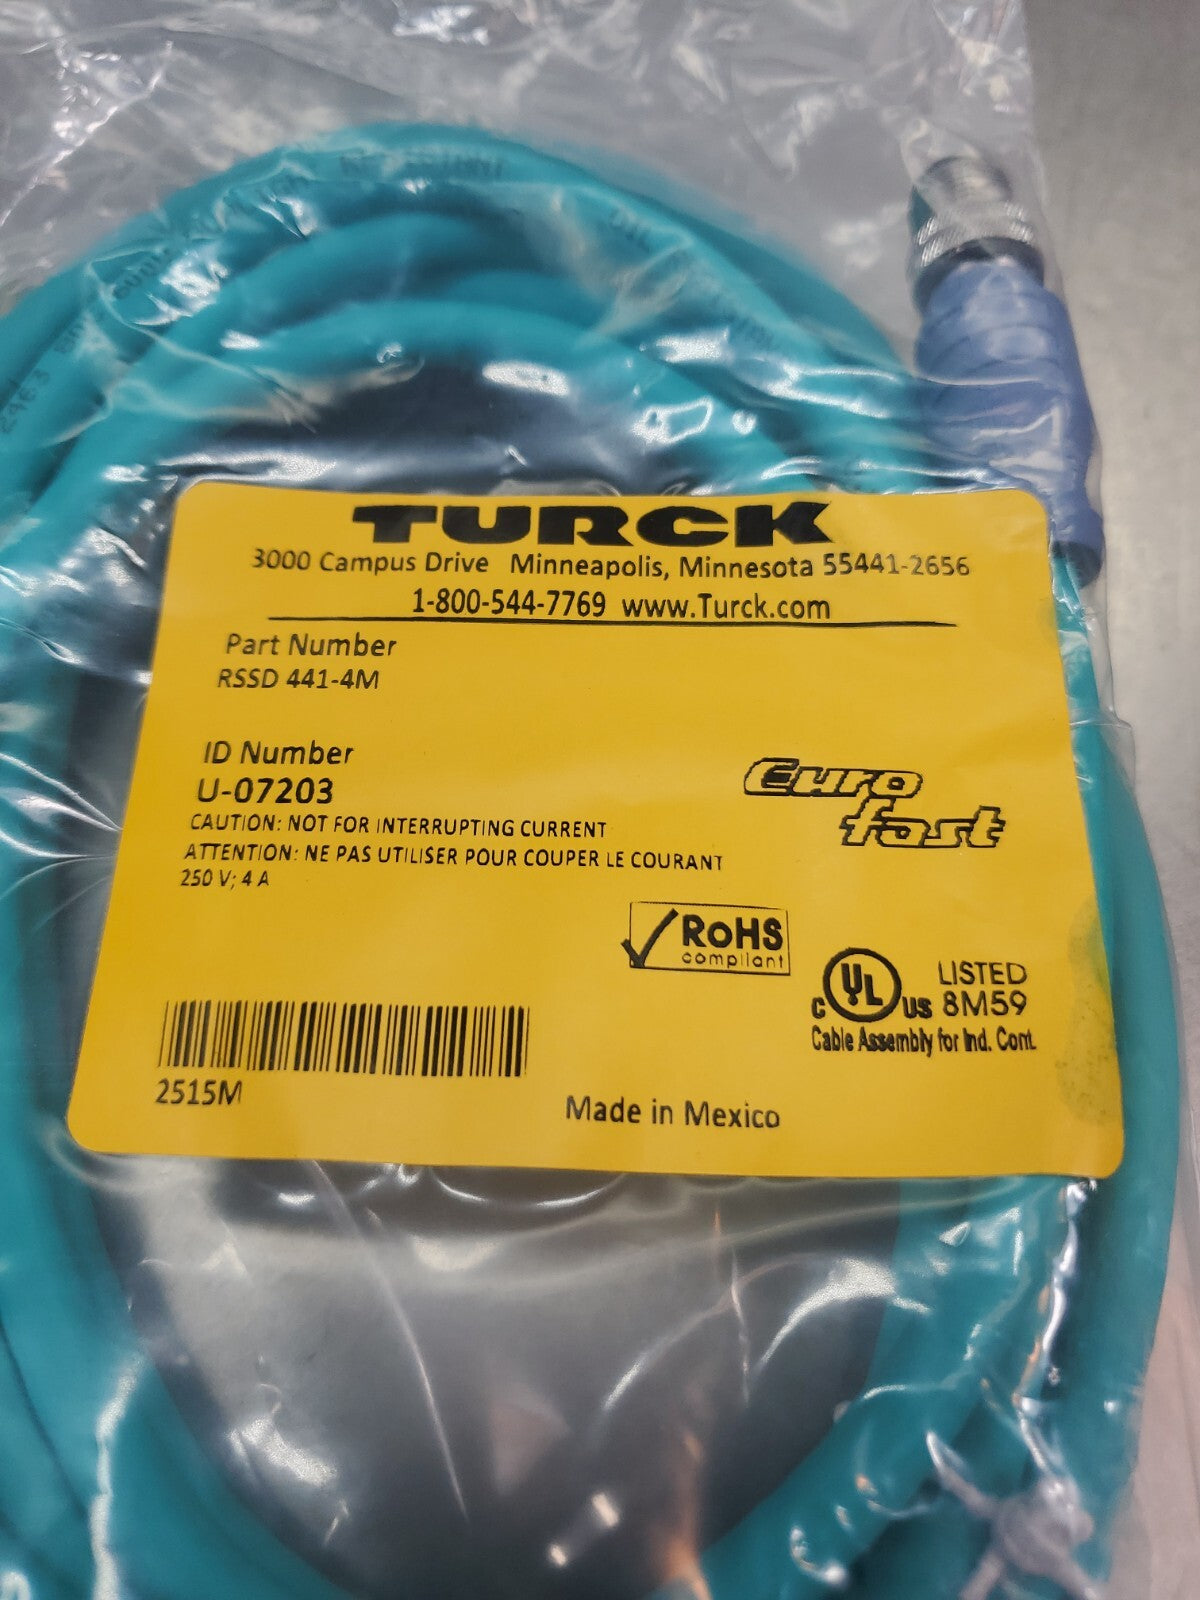 TURCK
3000 Campus Drive Minneapolis, Minnesota 55441-2656
1-800-544-7769 www.Turck.com
Part Number
RSSD 441-4M
ID Number
U-07203
CAUTION: NOT FOR INTERRUPTING CURRENT
ATTENTION: NE PAS UTILISER POUR COUPER LE COURANT
250 V; 4 A
Euro
fast
RoHS
compliant
C UL US LISTED
8M59
Cable Assembly for Ind. Cont.
2515M
Made in Mexico